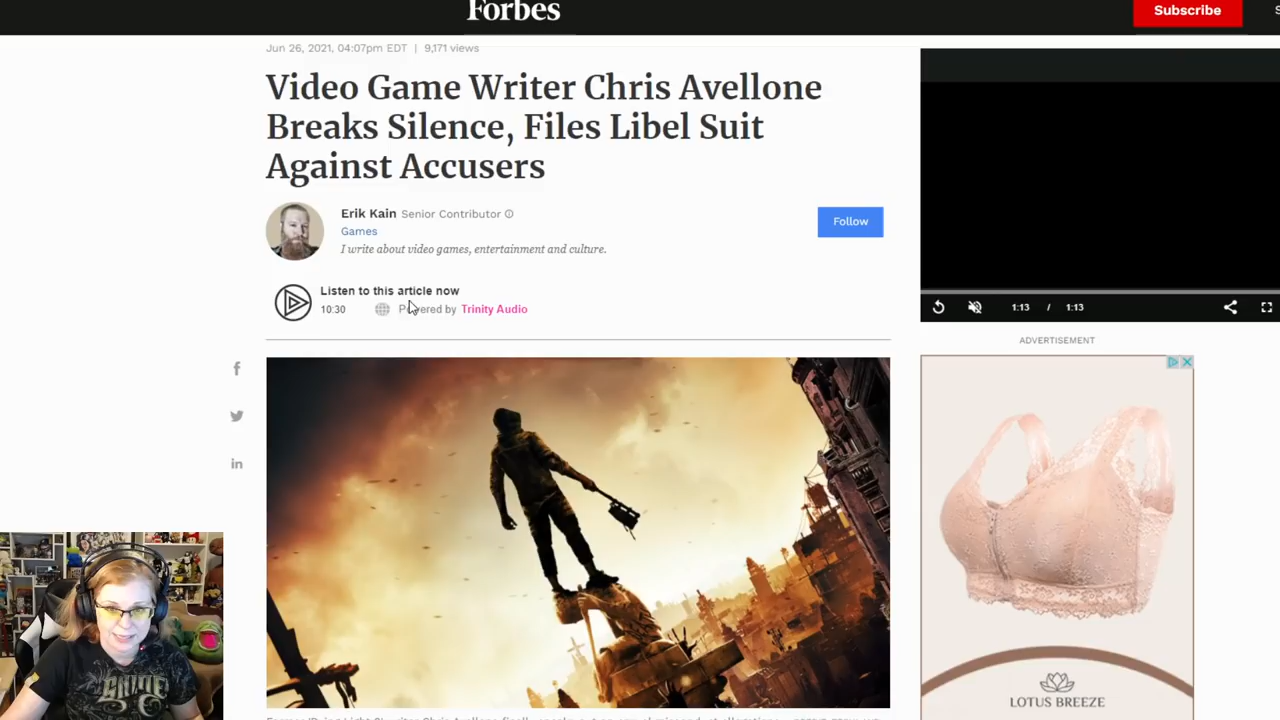 Forbes
Subscribe
Jun 26, 2021, 04:07pm EDT | 9,171 views
Video Game Writer Chris Avellone
Breaks Silence, Files Libel Suit
Against Accusers
Erik Kain Senior Contributor
Games
I write about video games, entertainment and culture.
Follow
Listen to this article now
10:30 Powered by Trinity Audio
1:13 / 1:13
ADVERTISEMENT
LOTUS BREEZE